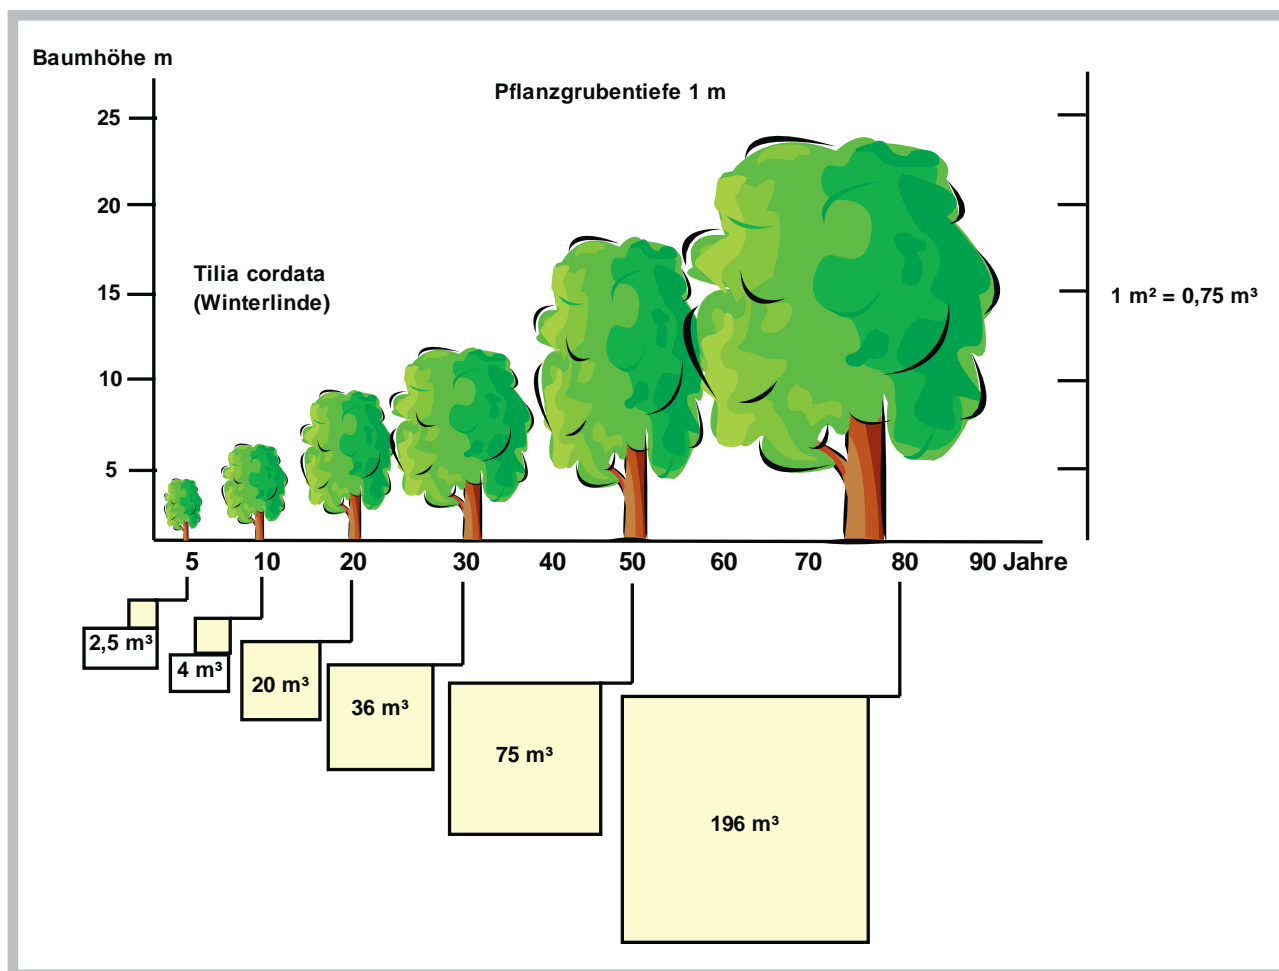 Baumhöhe m
Pflanzgrubentiefe 1 m
25
20
15
10
5
Tilia cordata
(Winterlinde)
1 m² = 0,75 m³
5 10 20 30 40 50 60 70 80 90 Jahre
2,5 m³
4 m³
20 m³
36 m³
75 m³
196 m³